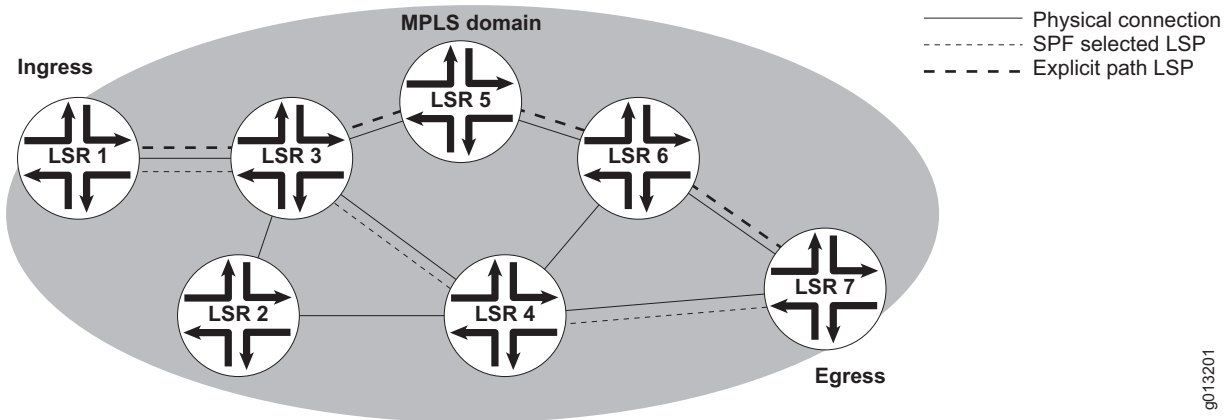 MPLS domain
Physical connection
SPF selected LSP
Explicit path LSP
Ingress
LSR 5
LSR 1
LSR 3
LSR 6
LSR 7
LSR 2
LSR 4
Egress
g013201